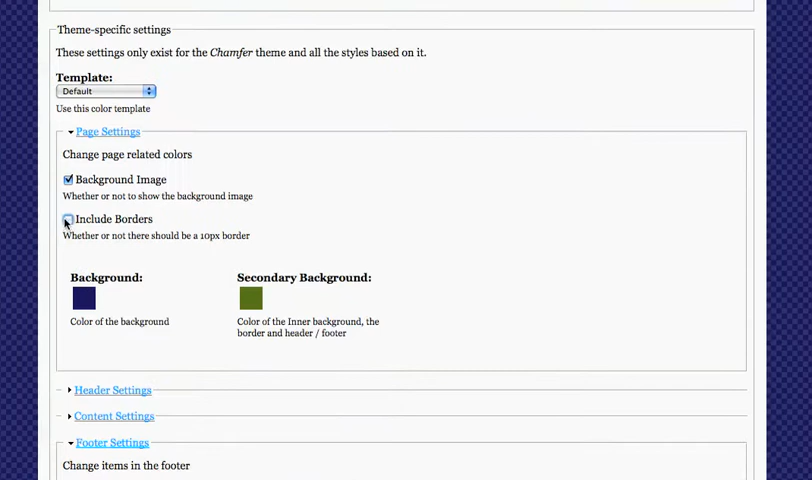 Theme-specific settings
These settings only exist for the Chamfer theme and all the styles based on it.
Template:
Default
Use this color template
Page Settings
Change page related colors
Background Image
Whether or not to show the background image
Include Borders
Whether or not there should be a 10px border
Background: Secondary Background:
Color of the background Color of the Inner background, the
border and header / footer
Header Settings
Content Settings
Footer Settings
Change items in the footer